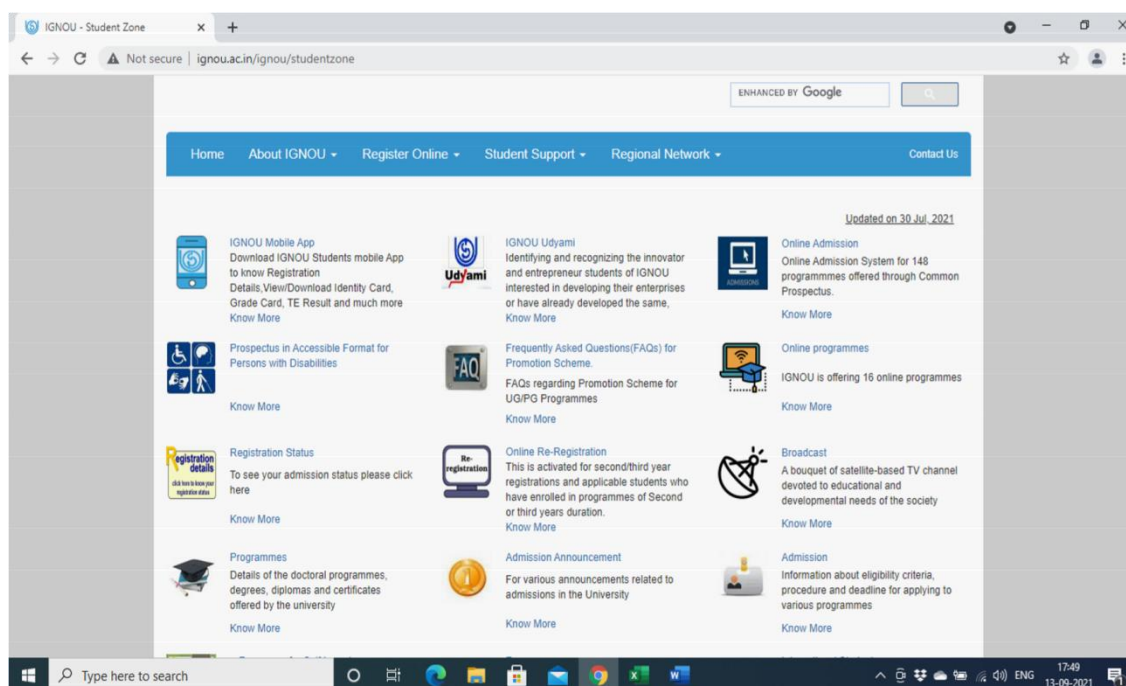 IGNOU - Student Zone
Not secure | ignou.ac.in/ignou/studentzone
ENHANCED BY Google
Home About IGNOU Register Online Student Support Regional Network Contact Us
Updated on 30 Jul, 2021
IGNOU Mobile App
Download IGNOU Students mobile App
to know Registration
Details,View/Download Identity Card,
Grade Card, TE Result and much more
Know More
Udyami
IGNOU Udyami
Identifying and recognizing the innovator
and entrepreneur students of IGNOU
interested in developing their enterprises
or have already developed the same,
Know More
ADMISSIONS
Online Admission
Online Admission System for 148
programmmes offered through Common
Prospectus.
Know More
Prospectus in Accessible Format for
Persons with Disabilities
Know More
FAQ
Frequently Asked Questions(FAQs) for
Promotion Scheme.
FAQs regarding Promotion Scheme for
UG/PG Programmes
Know More
Online programmes
IGNOU is offering 16 online programmes
Know More
Registration
details
click here to know your
registration status
Registration Status
To see your admission status please click
here
Know More
Re-
registration
Online Re-Registration
This is activated for second/third year
registrations and applicable students who
have enrolled in programmes of Second
or third years duration.
Know More
Broadcast
A bouquet of satellite-based TV channel
devoted to educational and
developmental needs of the society
Know More
Programmes
Details of the doctoral programmes,
degrees, diplomas and certificates
offered by the university
Know More
Admission Announcement
For various announcements related to
admissions in the University
Know More
Admission
Information about eligibility criteria,
procedure and deadline for applying to
various programmes
Know More
Type here to search
ENG
17:49
13-09-2021